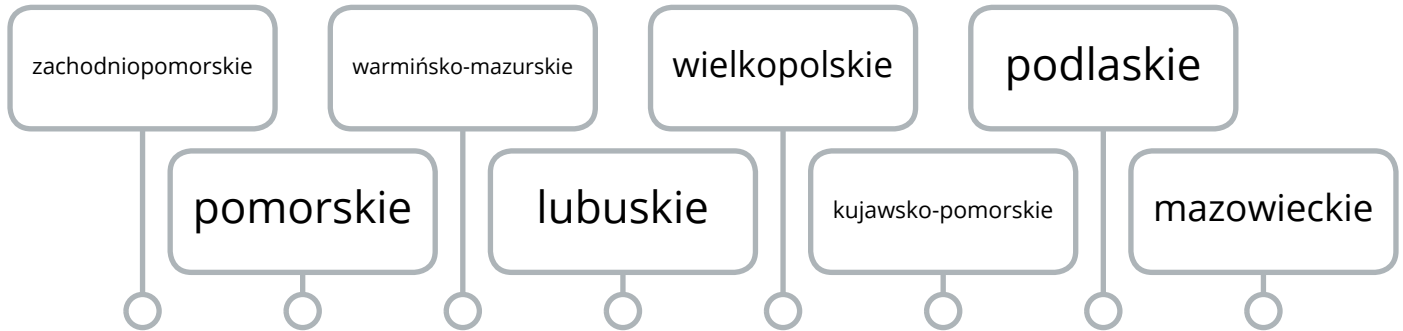 zachodniopomorskie
warmińsko-mazurskie
wielkopolskie
podlaskie
pomorskie
lubuskie
kujawsko-pomorskie
mazowieckie